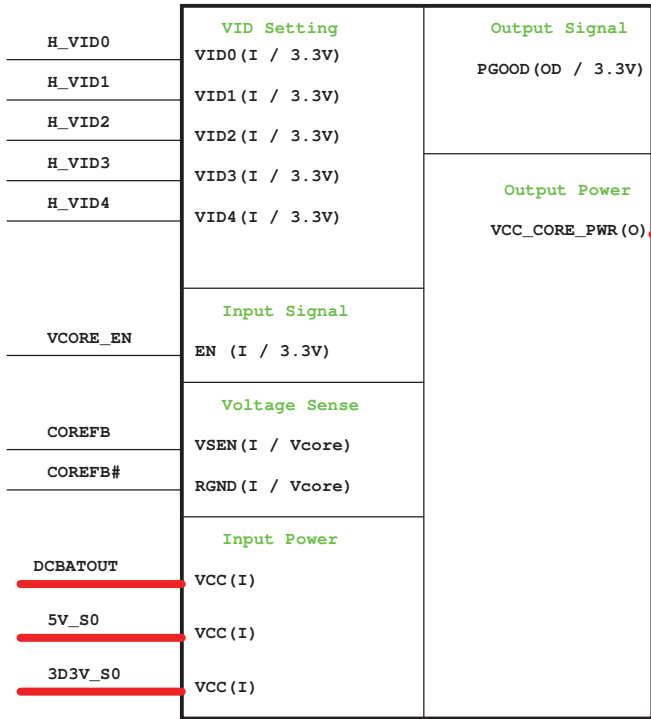 H_VID0
H_VID1
H_VID2
H_VID3
H_VID4
VCORE_EN
COREFB
COREFB#
DCBATOUT
5V_S0
3D3V_S0
VID Setting
VID0(I / 3.3V)
VID1(I / 3.3V)
VID2(I / 3.3V)
VID3(I / 3.3V)
VID4(I / 3.3V)
Input Signal
EN (I / 3.3V)
Voltage Sense
VSEN(I / Vcore)
RGND(I / Vcore)
Input Power
VCC(I)
VCC(I)
VCC(I)
Output Signal
PGOOD(OD / 3.3V)
Output Power
VCC_CORE_PWR(O)